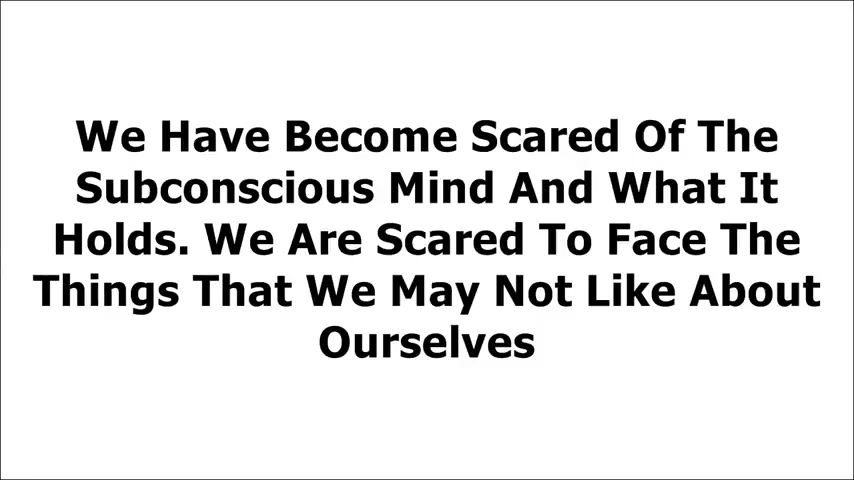 We Have Become Scared Of The
Subconscious Mind And What It
Holds. We Are Scared To Face The
Things That We May Not Like About
Ourselves